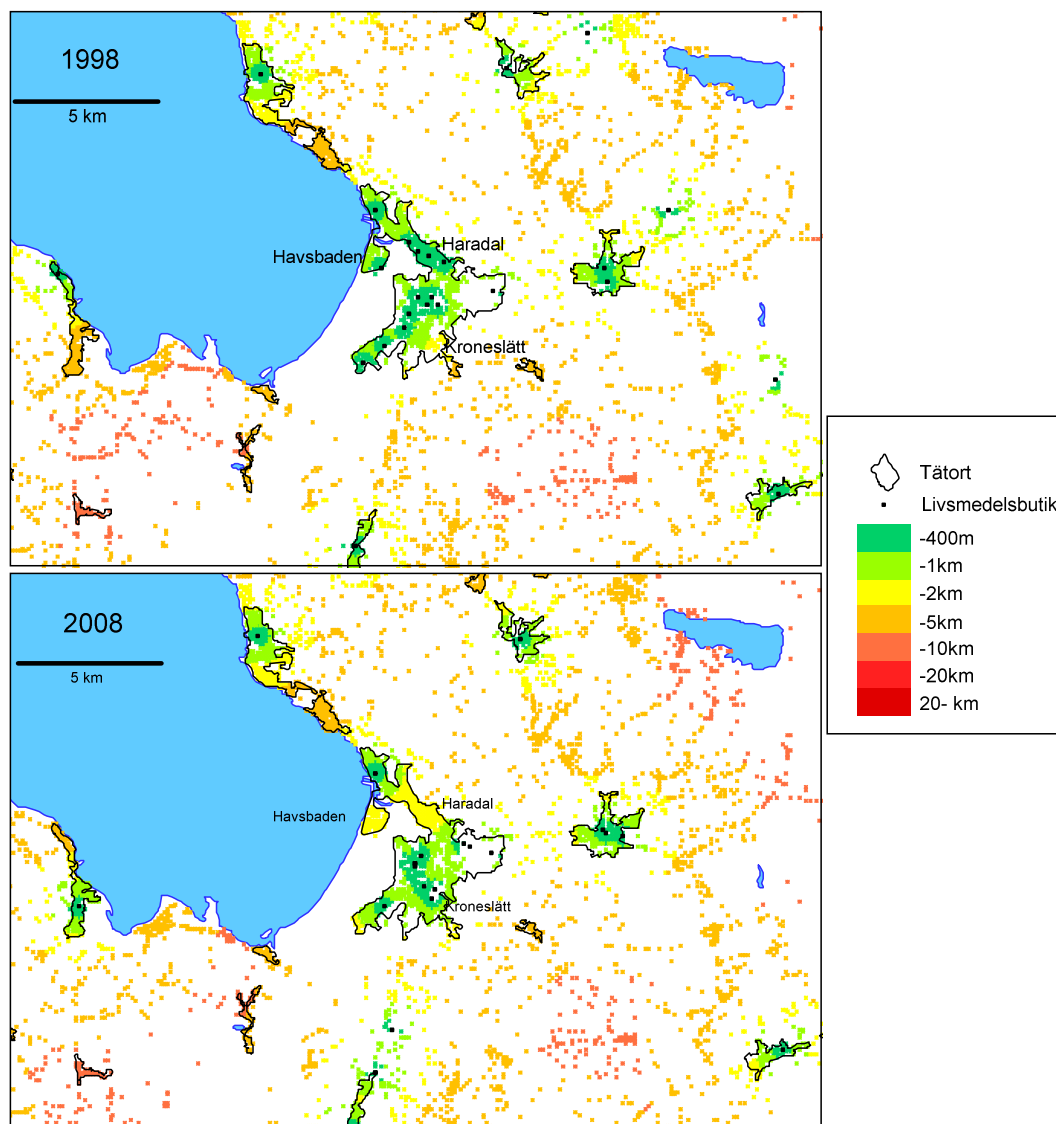 1998
5 km
Havsbaden
Haradal
Kroneslätt
Tätort
Livsmedelsbutik
-400m
-1km
-2km
-5km
-10km
-20km
20- km
2008
5 km
Havsbaden
Haradal
Kroneslätt